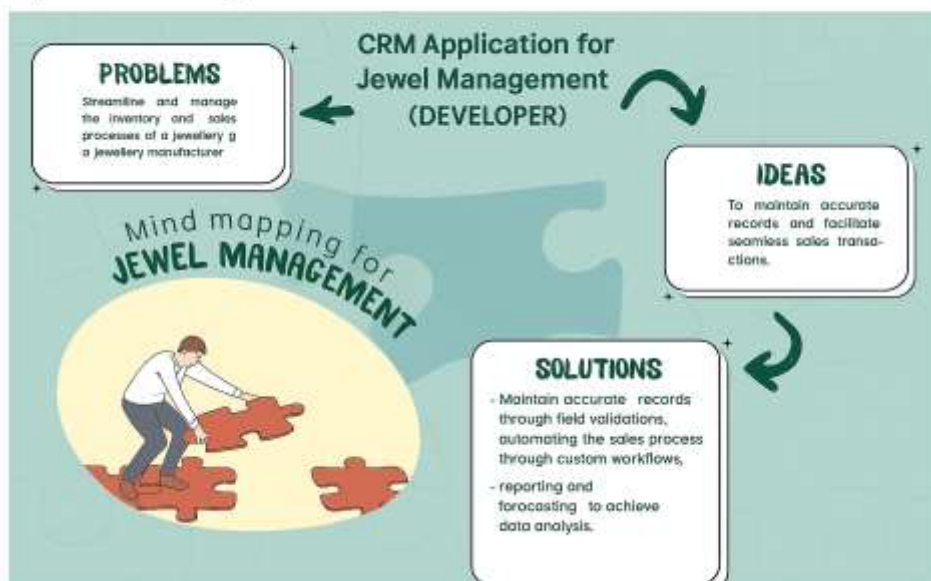 CRM Application for
Jewel Management
(DEVELOPER)
PROBLEMS
Streamline and manage
the inventory and sales
processes of a jewellery g
a jewellery manufacturer
IDEAS
To maintain accurate
records and facilitate
seamless sales transa-
ctions.
Mind mapping for
JEWEL MANAGEMENT
SOLUTIONS
- Maintain accurate records
through field validations,
automating the sales process
through custom workflows,
- reporting and
forocasting to achieve
data analysis.